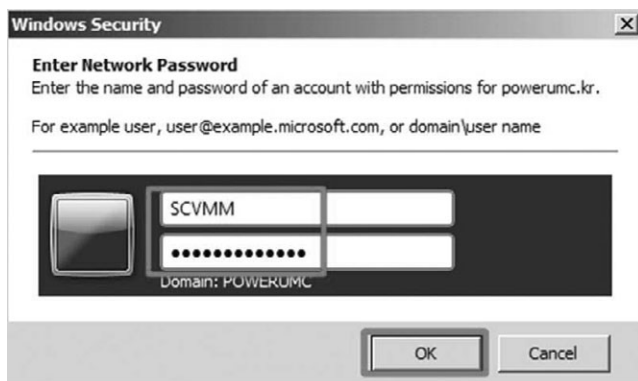 Windows Security
Enter Network Password
Enter the name and password of an account with permissions for powerumc.kr.
For example user, user@example.microsoft.com, or domain\user name
SCVMM
●●●●●●●●●●●●●
Domain: POWERUMC
OK
Cancel